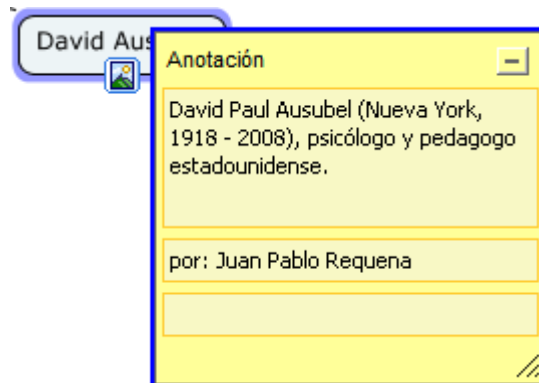 David Aus
Anotación
David Paul Ausubel (Nueva York,
1918 - 2008), psicólogo y pedagogo
estadounidense.
por: Juan Pablo Requena